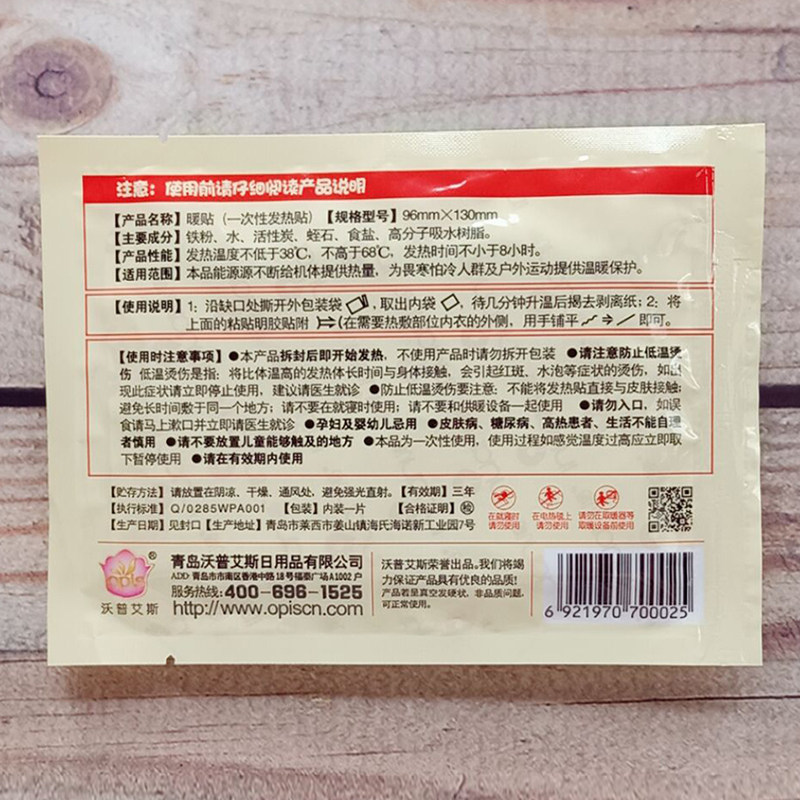 注意：使用前请仔细阅读产品说明
【产品名称】暖贴（一次性发热贴）【规格型号】96mm×130mm
【主要成分】铁粉、水、活性炭、蛭石、食盐、高分子吸水树脂。
【产品性能】发热温度不低于38℃，不高于68℃，发热时间不小于8小时。
【适用范围】本品能源源不断给机体提供热量，为畏寒怕冷人群及户外运动提供温暖保护。
【使用说明】1：沿缺口处撕开外包装袋，取出内袋，待几分钟升温后揭去剥离纸；2：将
上面的粘贴明胶贴附（在需要热敷部位内衣的外侧，用手铺平即可。
【使用时注意事项】●本产品拆封后即开始发热，不使用产品时请勿拆开包装 ●请注意防止低温烫
伤 低温烫伤是指：将比体温高的发热体长时间与身体接触，会引起红斑、水泡等症状的烫伤，如出
现此症状请立即停止使用，建议请医生就诊 ●防止低温烫伤要注意：不能将发热贴直接与皮肤接触；
避免长时间敷于同一个地方；请不要在就寝时使用；请不要和供暖设备一起使用 ●请勿入口，如误
食请马上漱口并立即请医生就诊 ●孕妇及婴幼儿忌用 ●皮肤病、糖尿病、高热患者、生活不能自理
者慎用 ●请不要放置儿童能够触及的地方 ●本品为一次性使用，使用过程如感觉温度过高应立即取
下暂停使用 ●请在有效期内使用
【贮存方法】请放置在阴凉、干燥、通风处，避免强光直射。【有效期】三年
【执行标准】Q/0285WPA001 【包装】内装一片 【合格证明】检
【生产日期】见封口【生产地址】青岛市莱西市姜山镇海氏海诺新工业园7号
在就寝时
请勿使用
在电热毯上
请勿使用
请勿在取暖器等
取暖设备前使用
opis
®
沃普艾斯
青岛沃普艾斯日用品有限公司
ADD:青岛市市南区香港中路18号福泰广场A1002户
服务热线：400-696-1525
http://www.opiscn.com
沃普艾斯荣誉出品。我们将竭
力保证产品具有优良的品质！
产品若呈真空发硬状，非品质问题，
可正常使用。
6 921970 700025